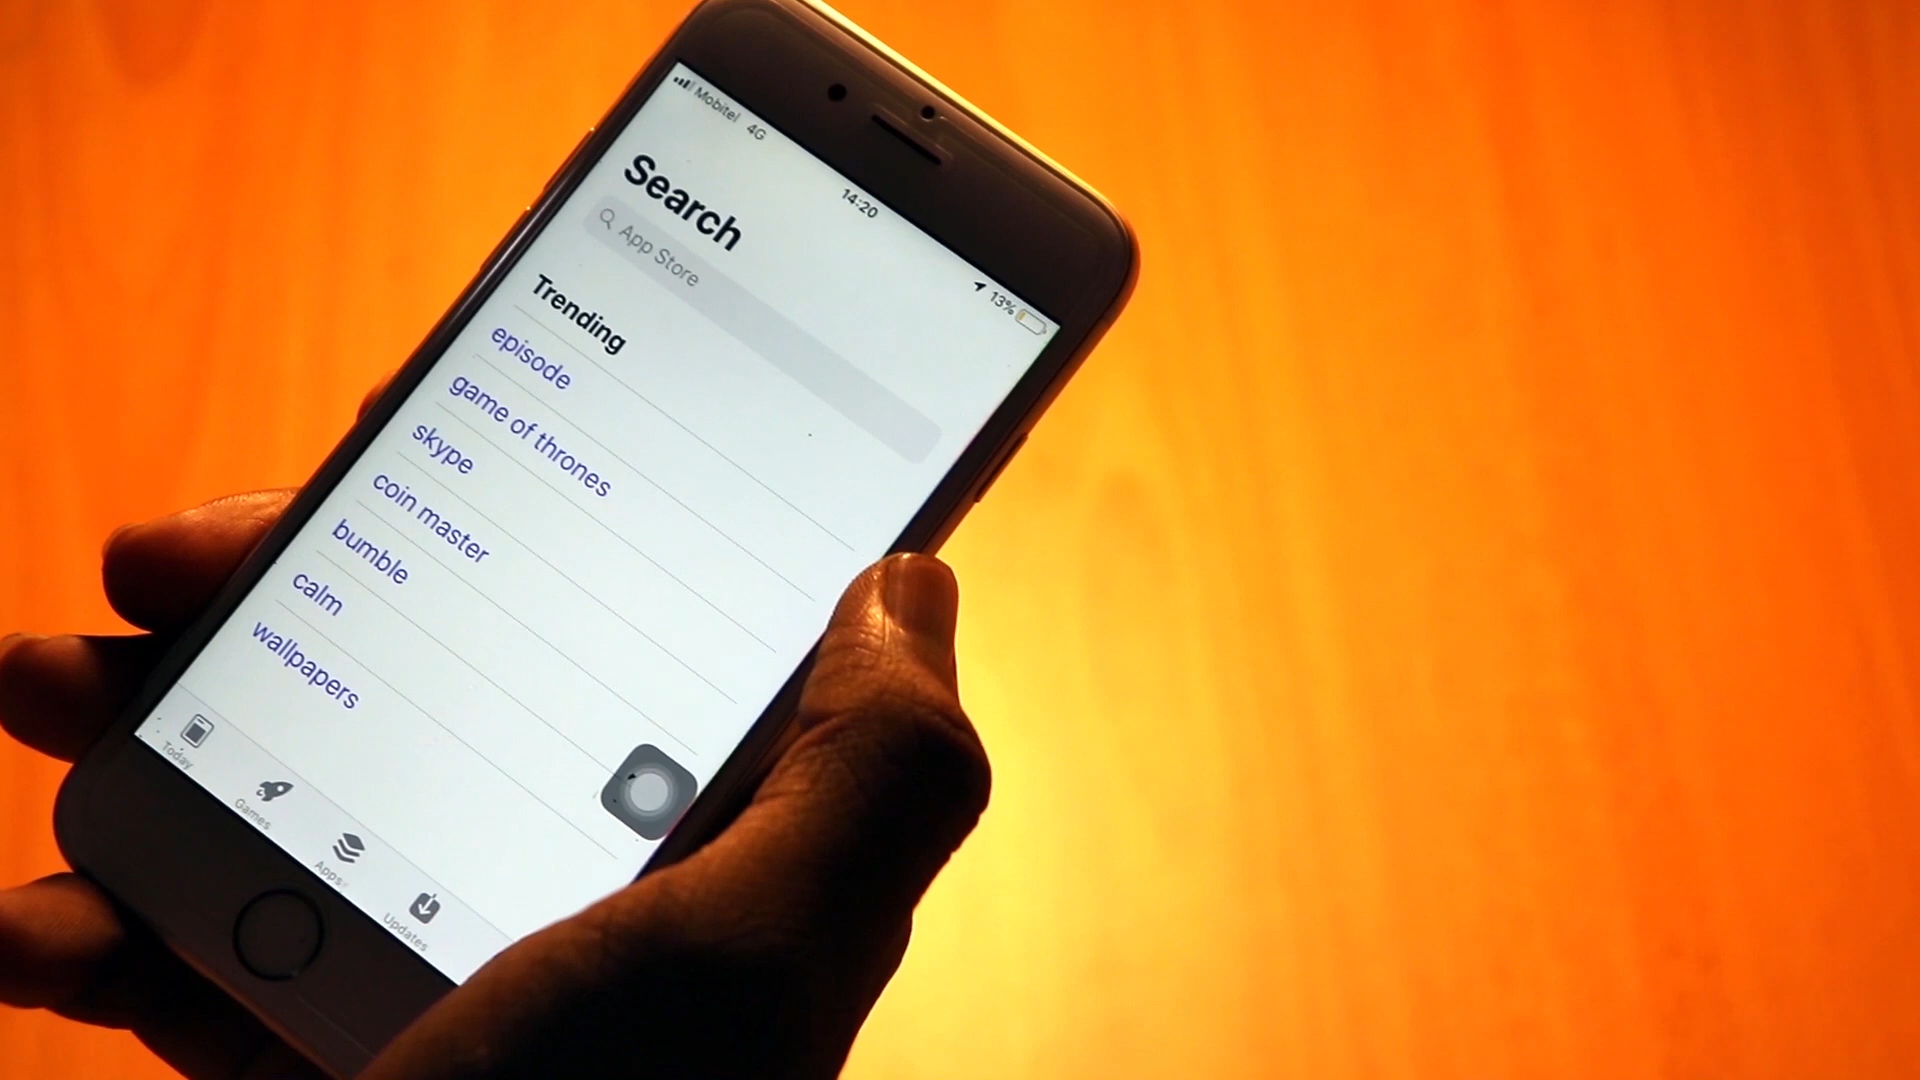 Mobitel 4G
14:20
13%
Search
App Store
Trending
episode
game of thrones
skype
coin master
bumble
calm
wallpapers
Today
Games
Apps
Updates